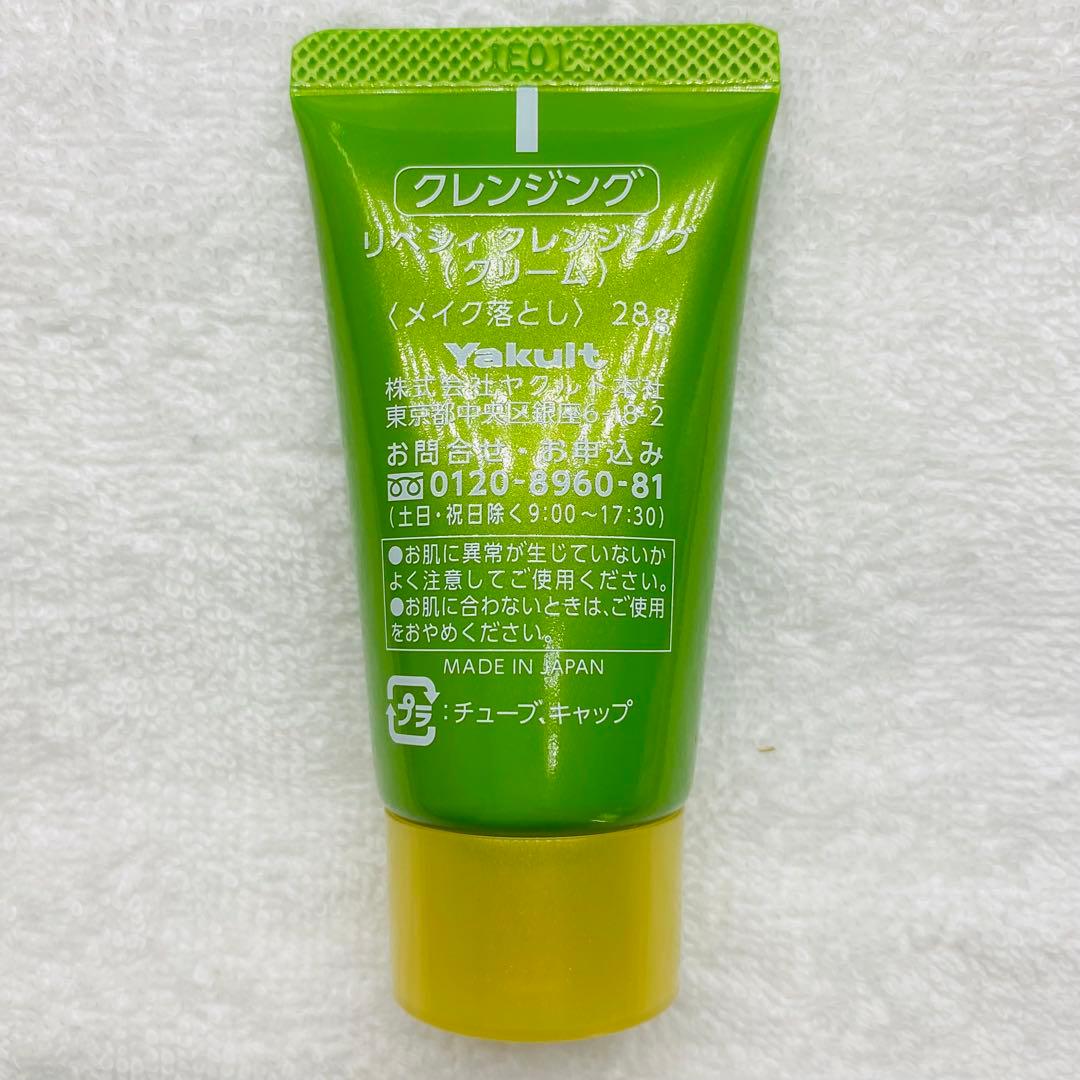 1E01
クレンジング
リベシィ クレンジング
〈クリーム〉
〈メイク落とし〉 28g
Yakult
株式会社ヤクルト本社
東京都中央区銀座6-18-2
お問合せ・お申込み
0120-8960-81
(土日・祝日除く9:00〜17:30)
●お肌に異常が生じていないか
よく注意してご使用ください。
●お肌に合わないときは、ご使用
をおやめください。
MADE IN JAPAN
プラ:チューブ、キャップ